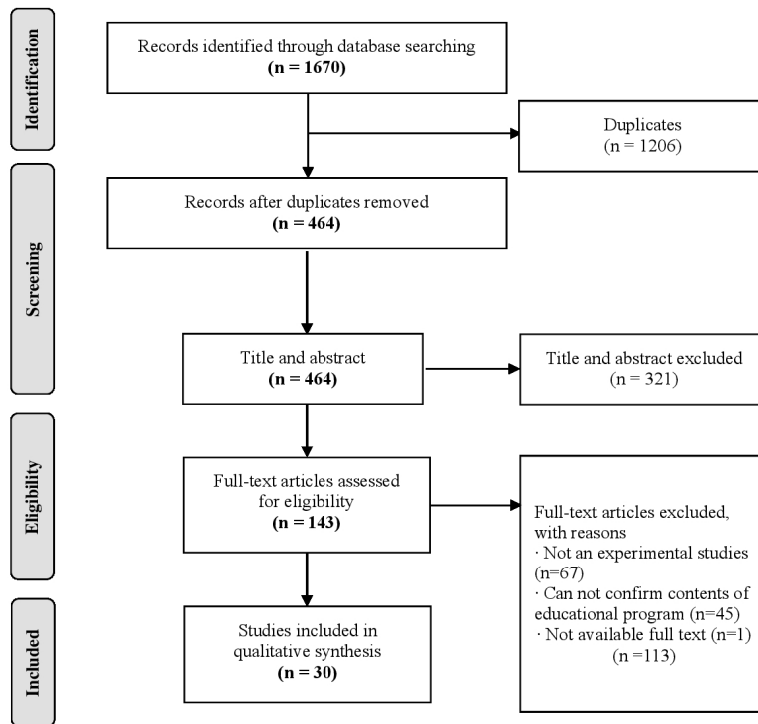 Identification
Records identified through database searching
(n = 1670)
Duplicates
(n = 1206)
Screening
Records after duplicates removed
(n = 464)
Title and abstract
(n = 464)
Title and abstract excluded
(n = 321)
Eligibility
Full-text articles assessed
for eligibility
(n = 143)
Full-text articles excluded,
with reasons
· Not an experimental studies
(n=67)
· Can not confirm contents of
educational program (n=45)
· Not available full text (n=1)
(n =113)
Included
Studies included in
qualitative synthesis
(n = 30)